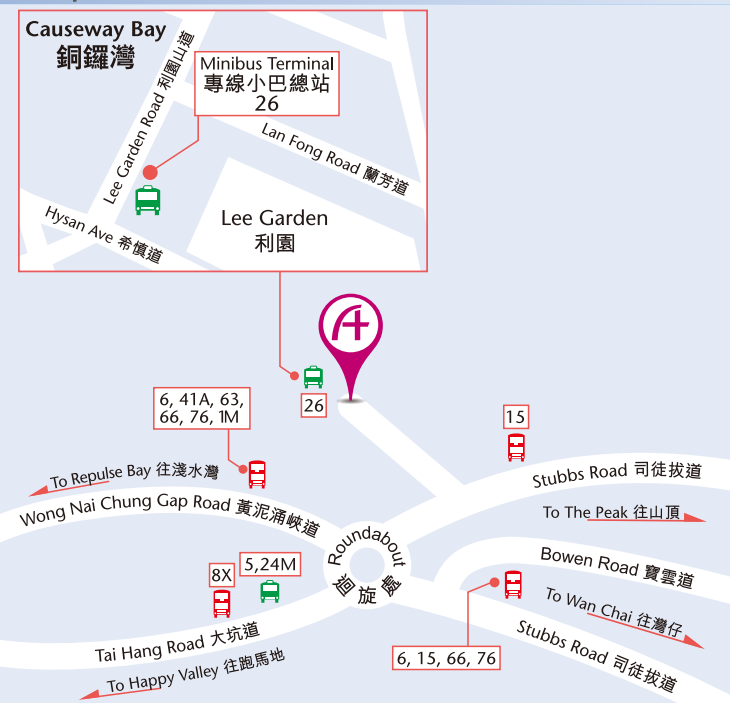 Causeway Bay
銅鑼灣
Minibus Terminal
專線小巴總站
26
Lee Garden Road 利園山道
Lan Fong Road 蘭芳道
Hysan Ave 希慎道
Lee Garden
利園
26
6, 41A, 63,
66, 76, 1M
15
To Repulse Bay 往淺水灣
Wong Nai Chung Gap Road 黃泥涌峽道
Stubbs Road 司徒拔道
To The Peak 往山頂
Roundabout
迴旋處
Bowen Road 寶雲道
8X
5,24M
To Wan Chai 往灣仔
Tai Hang Road 大坑道
6, 15, 66, 76
Stubbs Road 司徒拔道
To Happy Valley 往跑馬地